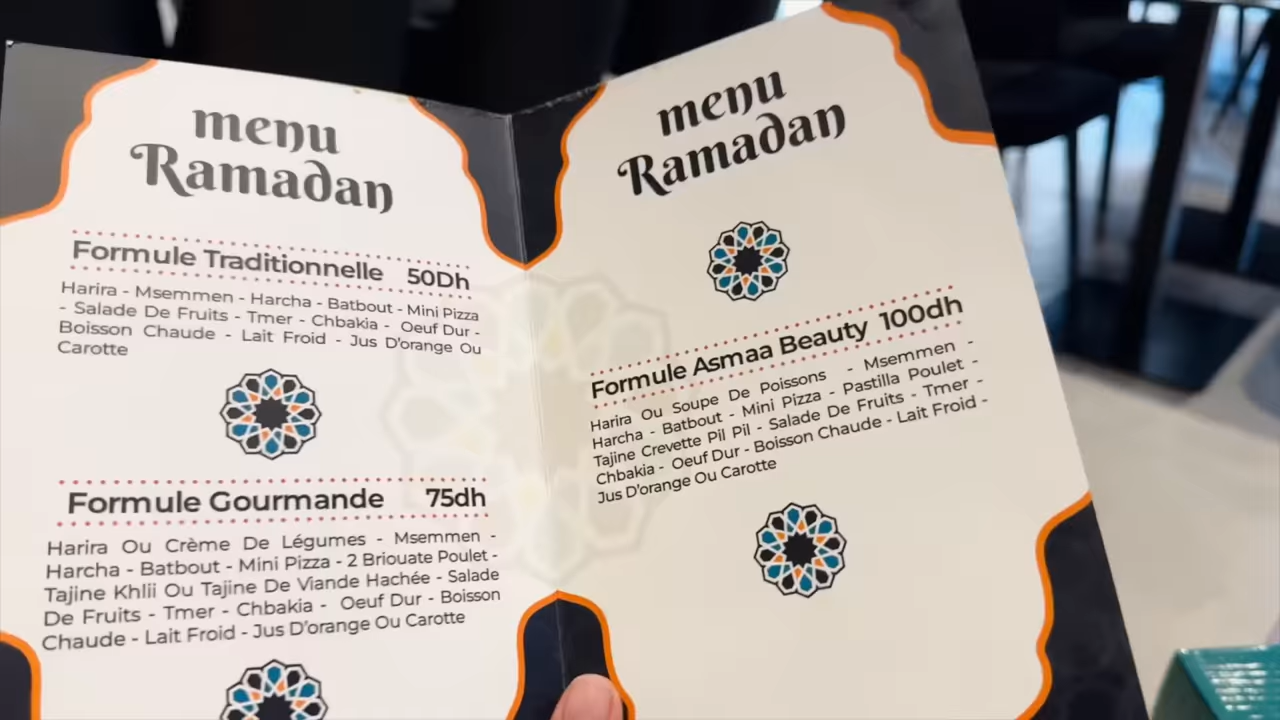 menu
Ramadan
Formule Traditionnelle 50Dh
Harira - Msemmen - Harcha - Batbout - Mini Pizza
- Salade De Fruits - Tmer - Chbakia - Oeuf Dur -
Boisson Chaude - Lait Froid - Jus D'orange Ou
Carotte
Formule Gourmande 75dh
Harira Ou Crème De Légumes - Msemmen -
Harcha - Batbout - Mini Pizza - 2 Briouate Poulet -
Tajine Khlii Ou Tajine De Viande Hachée - Salade
De Fruits - Tmer - Chbakia - Oeuf Dur - Boisson
Chaude - Lait Froid - Jus D'orange Ou Carotte
menu
Ramadan
Formule Asmaa Beauty 100dh
Harira Ou Soupe De Poissons - Msemmen -
Harcha - Batbout - Mini Pizza - Pastilla Poulet -
Tajine Crevette Pil Pil - Salade De Fruits - Tmer -
Chbakia - Oeuf Dur - Boisson Chaude - Lait Froid -
Jus D'orange Ou Carotte